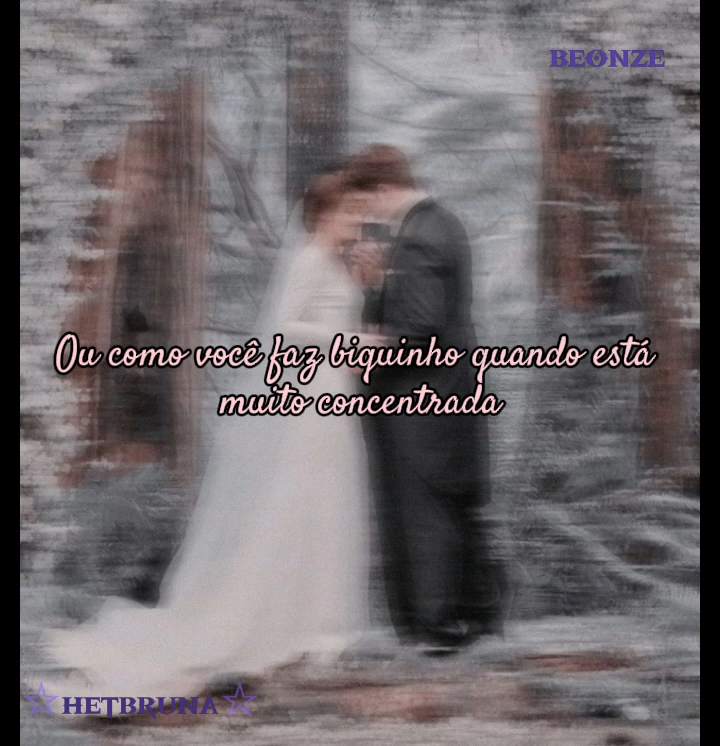 BEONZE
Ou como você faz biquinho quando está
muito concentrada
☆HETBRUNA☆